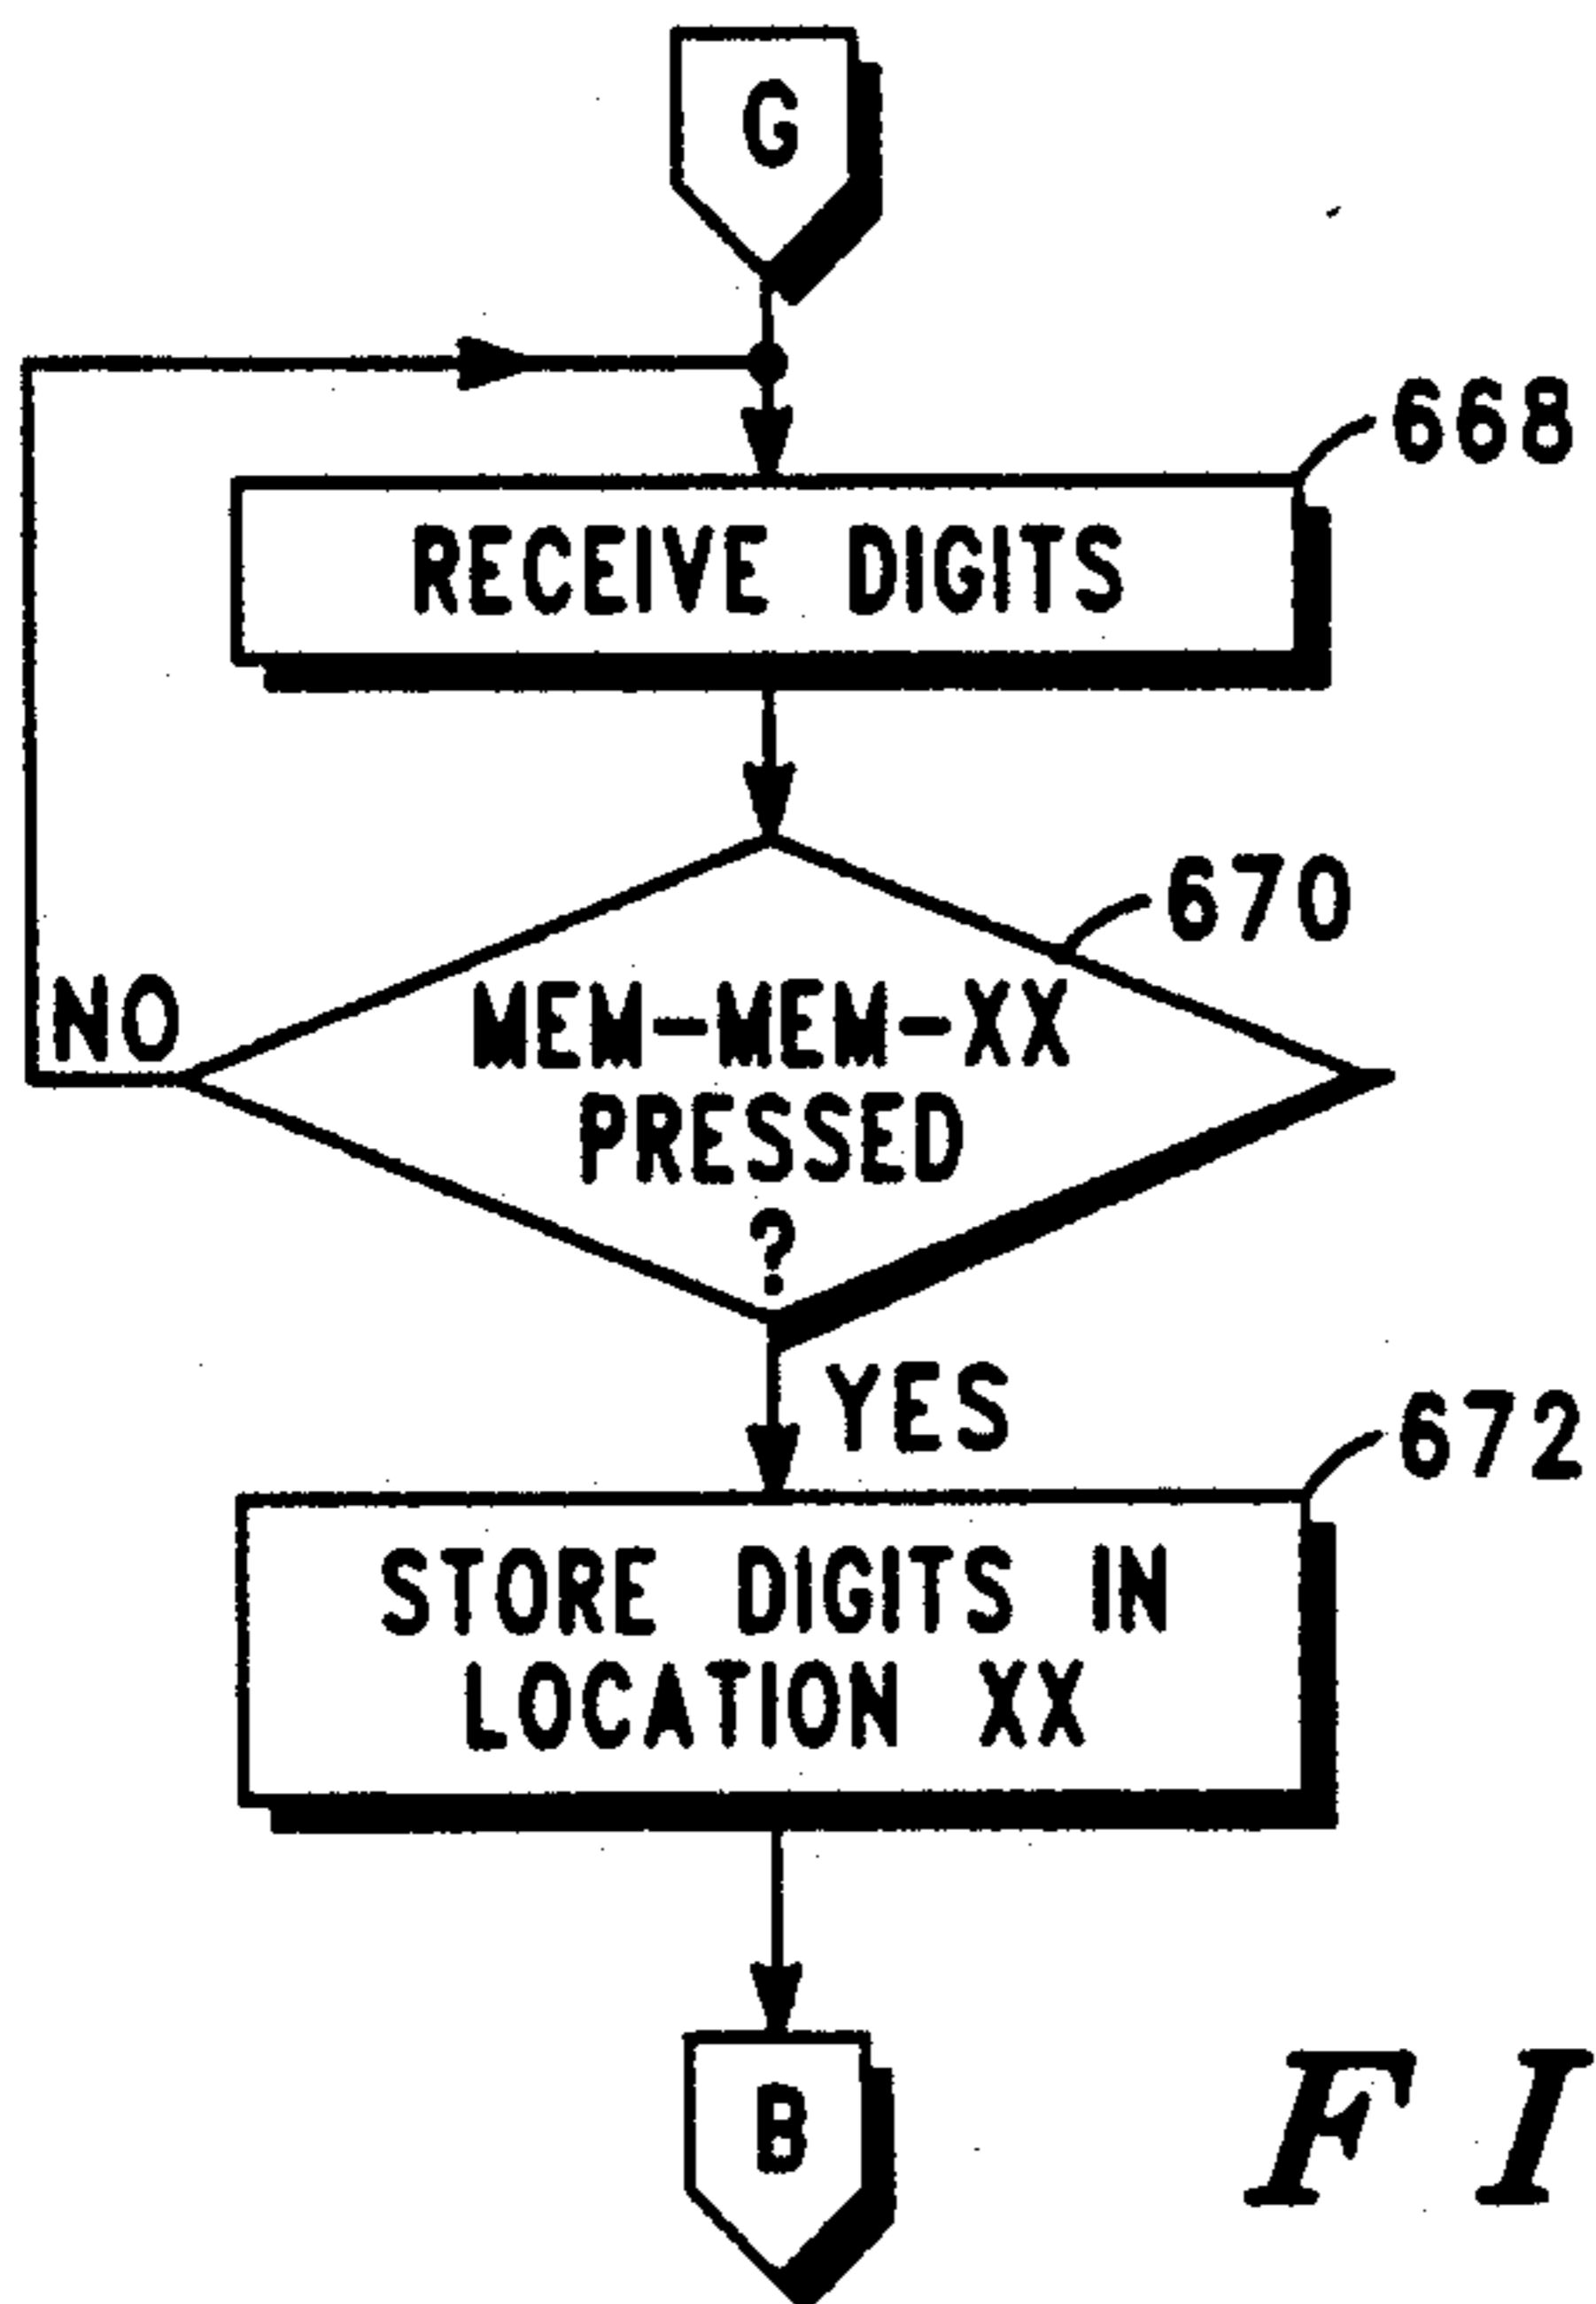 G
668
RECEIVE DIGITS
670
NO
MEM-MEM-XX
PRESSED
?
YES
672
STORE DIGITS IN
LOCATION XX
B
F I